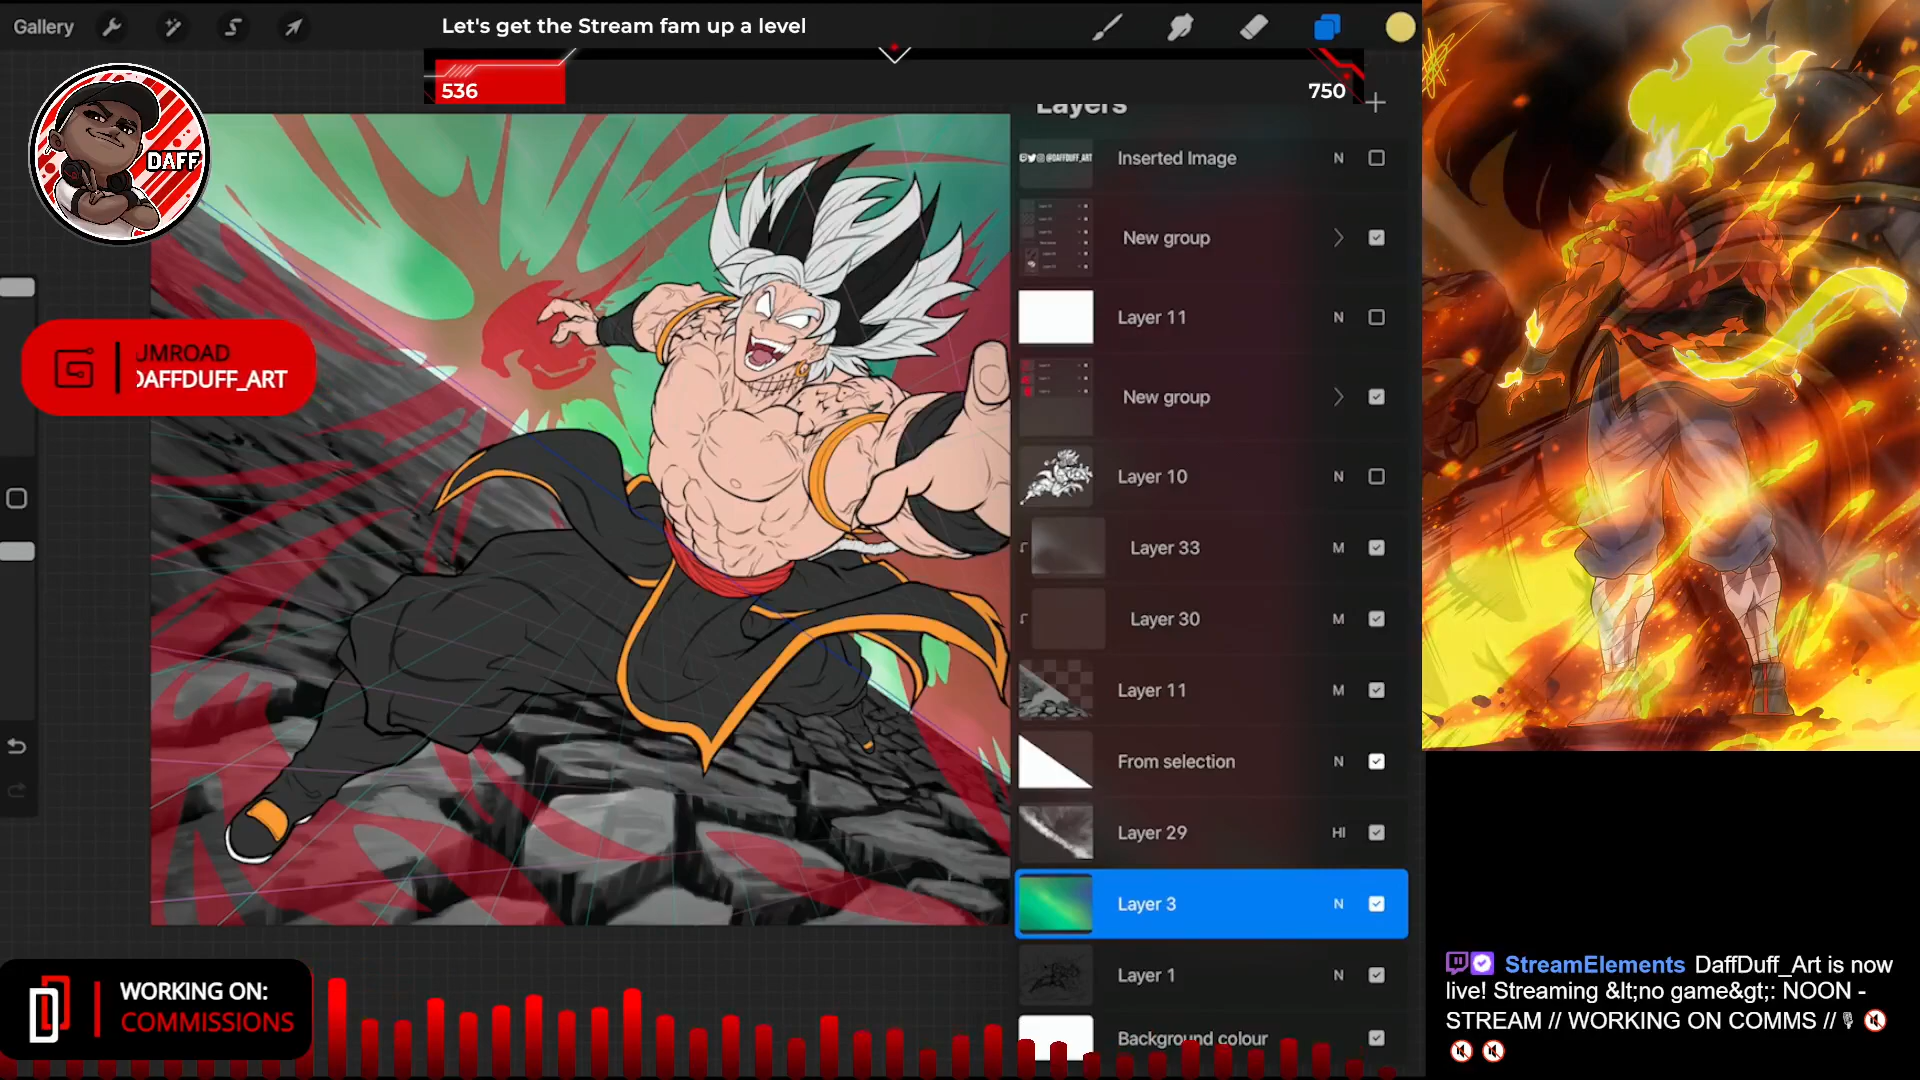 Gallery
Let's get the Stream fam up a level
536
750
DAFF
UMROAD
DAFFDUFF_ART
Layers
@DAFFDUFF_ART
Inserted Image N
New group
Layer 11 N
New group
Layer 10 N
Layer 33 M
Layer 30 M
Layer 11 M
From selection N
Layer 29 HI
Layer 3 N
Layer 1 N
Background colour
WORKING ON:
COMMISSIONS
StreamElements DaffDuff_Art is now
live! Streaming &lt;no game&gt;: NOON -
STREAM // WORKING ON COMMS //